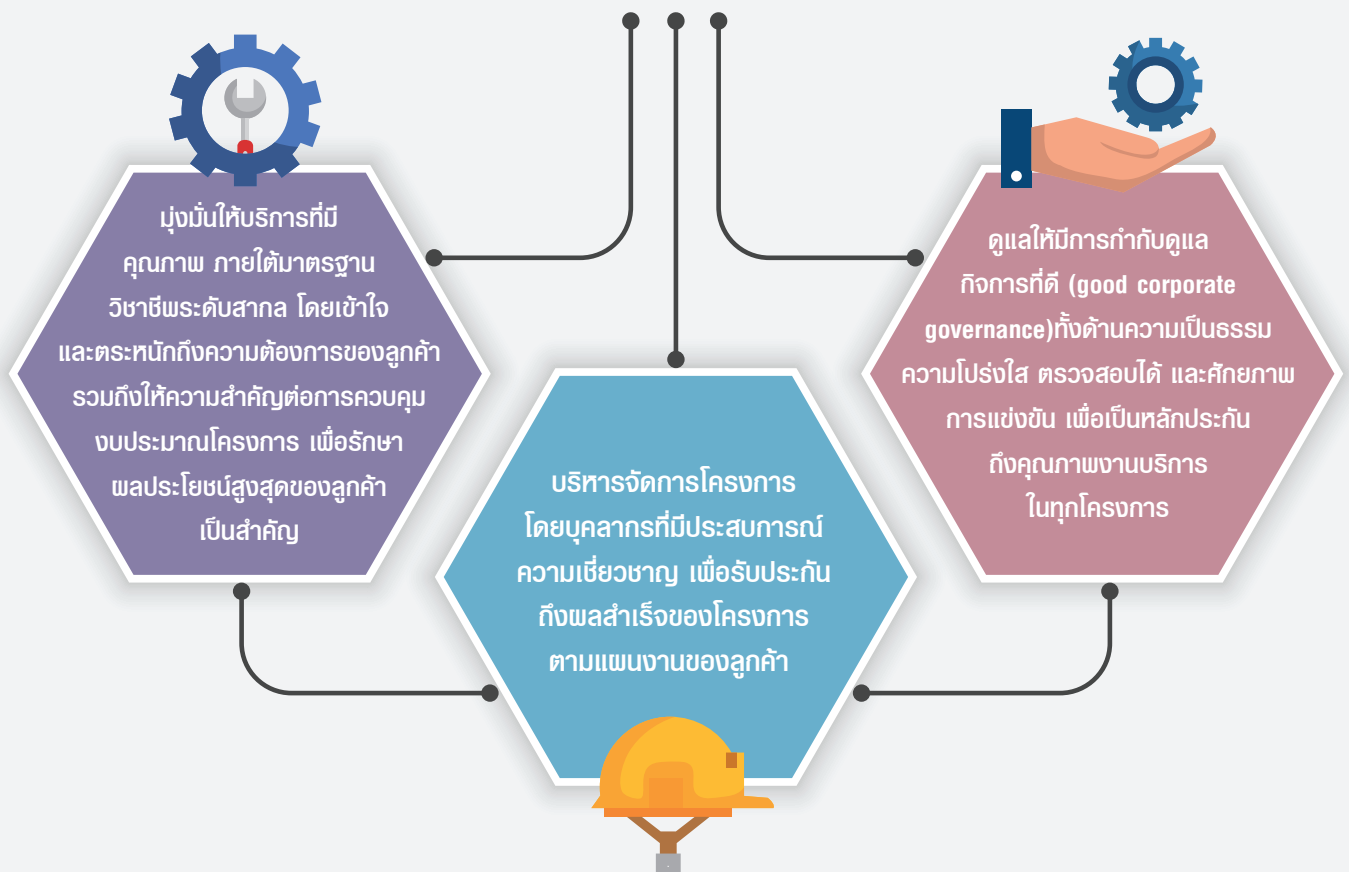 มุ่งมั่นให้บริการที่มี
คุณภาพ ภายใต้มาตรฐาน
วิชาชีพระดับสากล โดยเข้าใจ
และตระหนักถึงความต้องการของลูกค้า
รวมถึงให้ความสำคัญต่อการควบคุม
งบประมาณโครงการ เพื่อรักษา
ผลประโยชน์สูงสุดของลูกค้า
เป็นสำคัญ
บริหารจัดการโครงการ
โดยบุคลากรที่มีประสบการณ์
ความเชี่ยวชาญ เพื่อรับประกัน
ถึงผลสำเร็จของโครงการ
ตามแผนงานของลูกค้า
ดูแลให้มีการกำกับดูแล
กิจการที่ดี (good corporate
governance)ทั้งด้านความเป็นธรรม
ความโปร่งใส ตรวจสอบได้ และศักยภาพ
การแข่งขัน เพื่อเป็นหลักประกัน
ถึงคุณภาพงานบริการ
ในทุกโครงการ